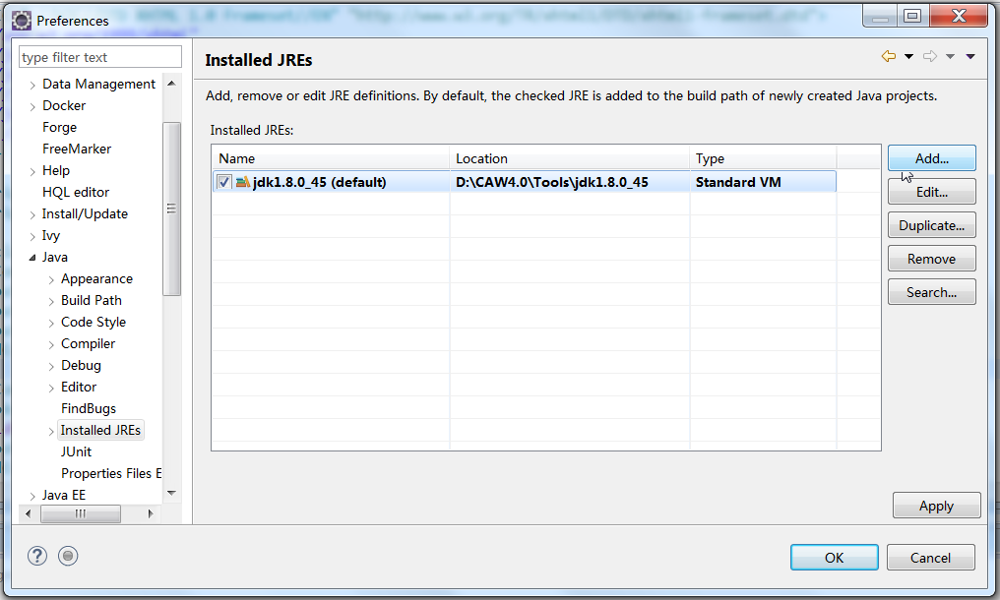 Preferences
type filter text
Data Management
Docker
Forge
FreeMarker
Help
HQL editor
Install/Update
Ivy
Java
Appearance
Build Path
Code Style
Compiler
Debug
Editor
FindBugs
Installed JREs
JUnit
Properties Files E
Java EE
Installed JREs
Add, remove or edit JRE definitions. By default, the checked JRE is added to the build path of newly created Java projects.
Installed JREs:
Name Location Type
jdk1.8.0_45 (default) D:\CAW4.0\Tools\jdk1.8.0_45 Standard VM
Add...
Edit...
Duplicate...
Remove
Search...
Apply
OK Cancel